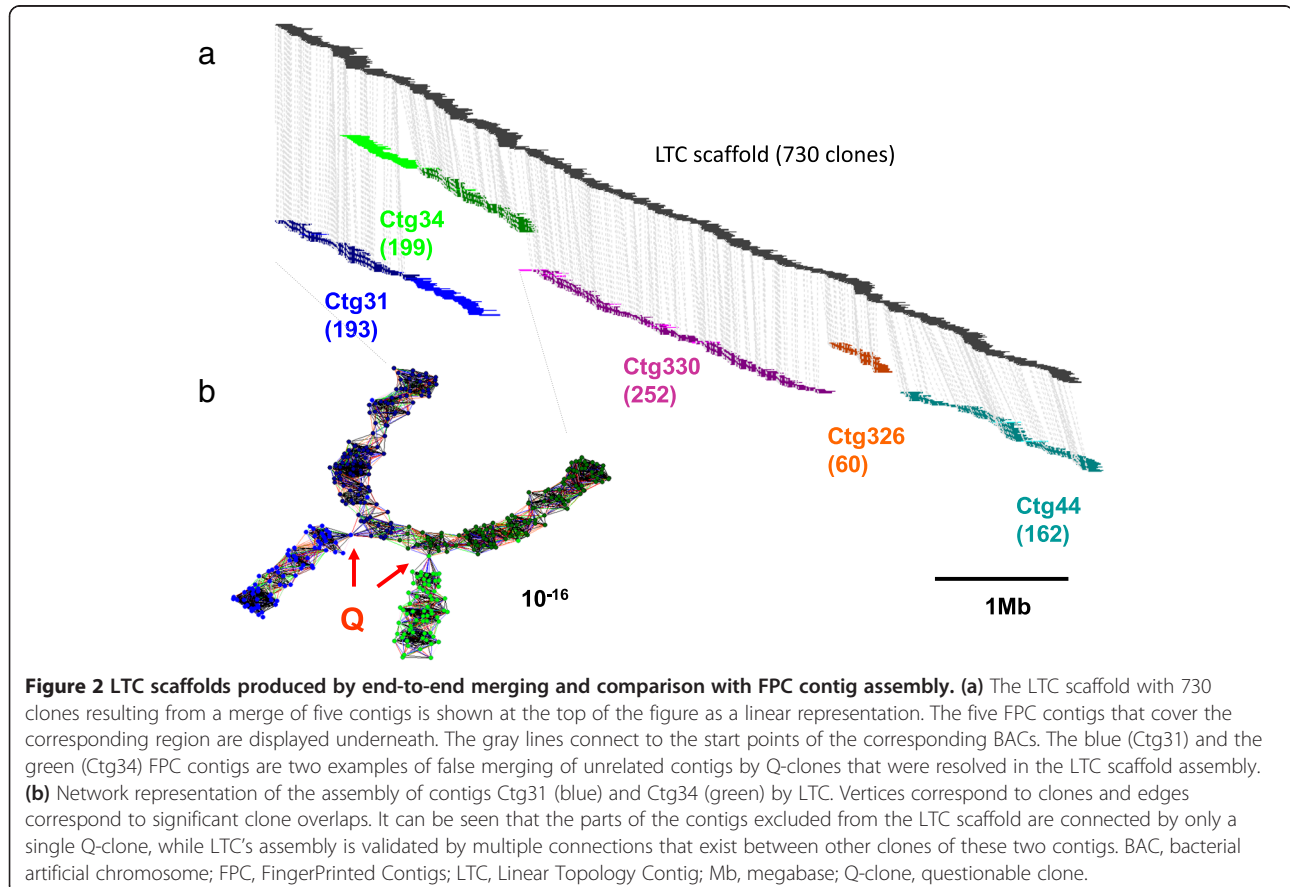 a
LTC scaffold (730 clones)
Ctg34
(199)
Ctg31
(193)
Ctg330
(252)
b
Ctg326
(60)
Ctg44
(162)
Q
10-16
1Mb
Figure 2 LTC scaffolds produced by end-to-end merging and comparison with FPC contig assembly. (a) The LTC scaffold with 730
clones resulting from a merge of five contigs is shown at the top of the figure as a linear representation. The five FPC contigs that cover the
corresponding region are displayed underneath. The gray lines connect to the start points of the corresponding BACs. The blue (Ctg31) and the
green (Ctg34) FPC contigs are two examples of false merging of unrelated contigs by Q-clones that were resolved in the LTC scaffold assembly.
(b) Network representation of the assembly of contigs Ctg31 (blue) and Ctg34 (green) by LTC. Vertices correspond to clones and edges
correspond to significant clone overlaps. It can be seen that the parts of the contigs excluded from the LTC scaffold are connected by only a
single Q-clone, while LTC's assembly is validated by multiple connections that exist between other clones of these two contigs. BAC, bacterial
artificial chromosome; FPC, FingerPrinted Contigs; LTC, Linear Topology Contig; Mb, megabase; Q-clone, questionable clone.